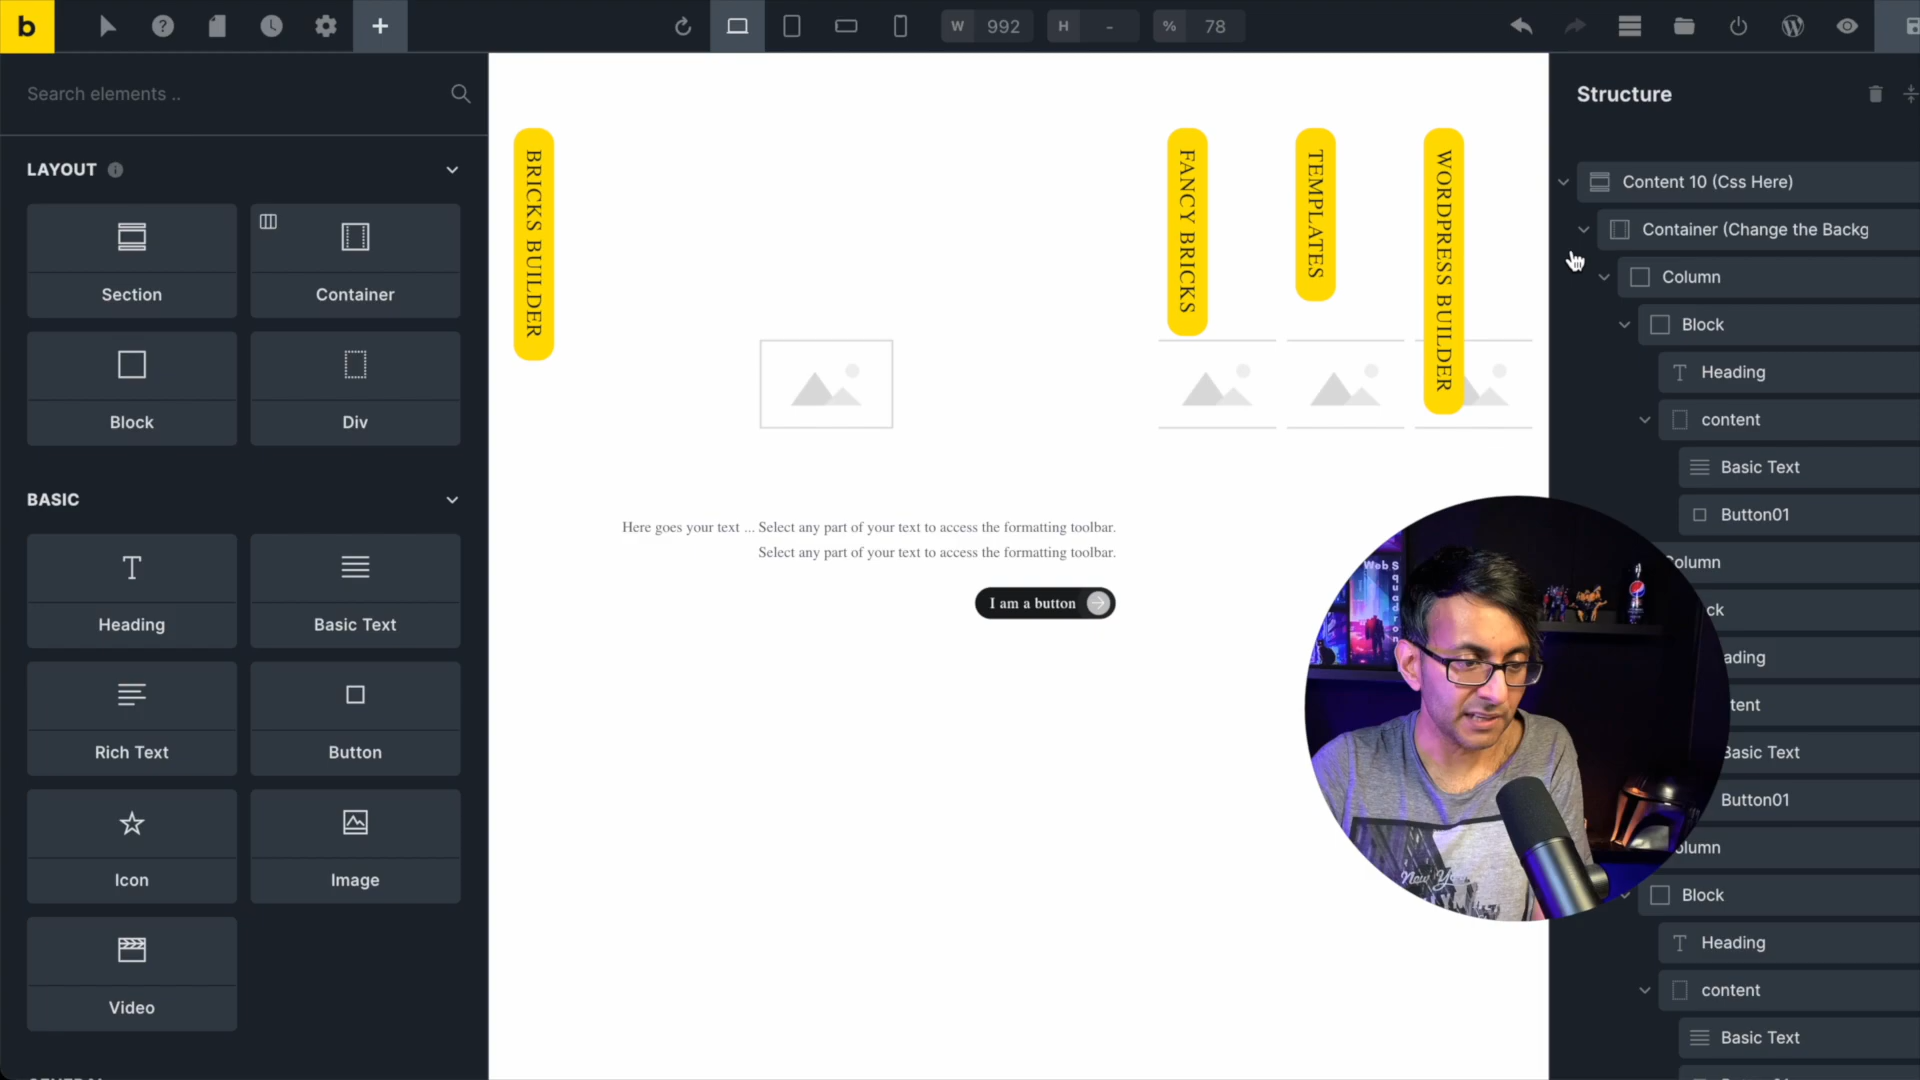 b
W 992
H -
% 78
Search elements ..
LAYOUT
Section
Container
Block
Div
BASIC
Heading
Basic Text
Rich Text
Button
Icon
Image
Video
BRICKS BUILDER
FANCY BRICKS
TEMPLATES
WORDPRESS BUILDER
Here goes your text ... Select any part of your text to access the formatting toolbar.
Select any part of your text to access the formatting toolbar.
I am a button
Web S
q
u
a
d
r
o
n
pepsi
New Yo
Structure
Content 10 (Css Here)
Container (Change the Backg
Column
Block
Heading
content
Basic Text
Button01
olumn
ck
ading
tent
Basic Text
Button01
olumn
Block
Heading
content
Basic Text